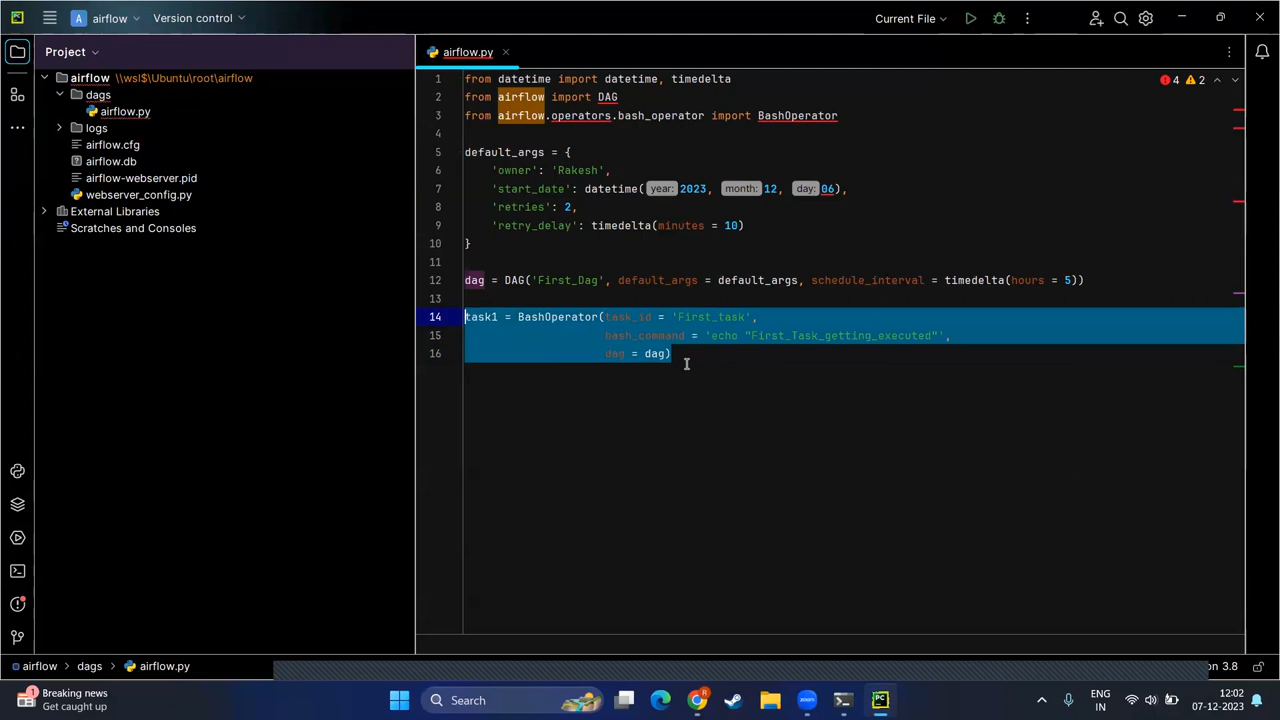 A airflow Version control Current File
Project airflow.py
airflow \\wsl$\Ubuntu\root\airflow
dags
airflow.py
logs
airflow.cfg
airflow.db
airflow-webserver.pid
webserver_config.py
External Libraries
Scratches and Consoles
4 2
1 from datetime import datetime, timedelta
2 from airflow import DAG
3 from airflow.operators.bash_operator import BashOperator
4
5 default_args = {
6 'owner': 'Rakesh',
7 'start_date': datetime( year: 2023, month: 12, day: 06),
8 'retries': 2,
9 'retry_delay': timedelta(minutes = 10)
10 }
11
12 dag = DAG('First_Dag', default_args = default_args, schedule_interval = timedelta(hours = 5))
13
14 task1 = BashOperator(task_id = 'First_task',
15 bash_command = 'echo "First_Task_getting_executed"',
16 dag = dag)
airflow dags airflow.py on 3.8
1 Breaking news
Get caught up
Search
PC
R
zoom
ENG
IN
12:02
07-12-2023